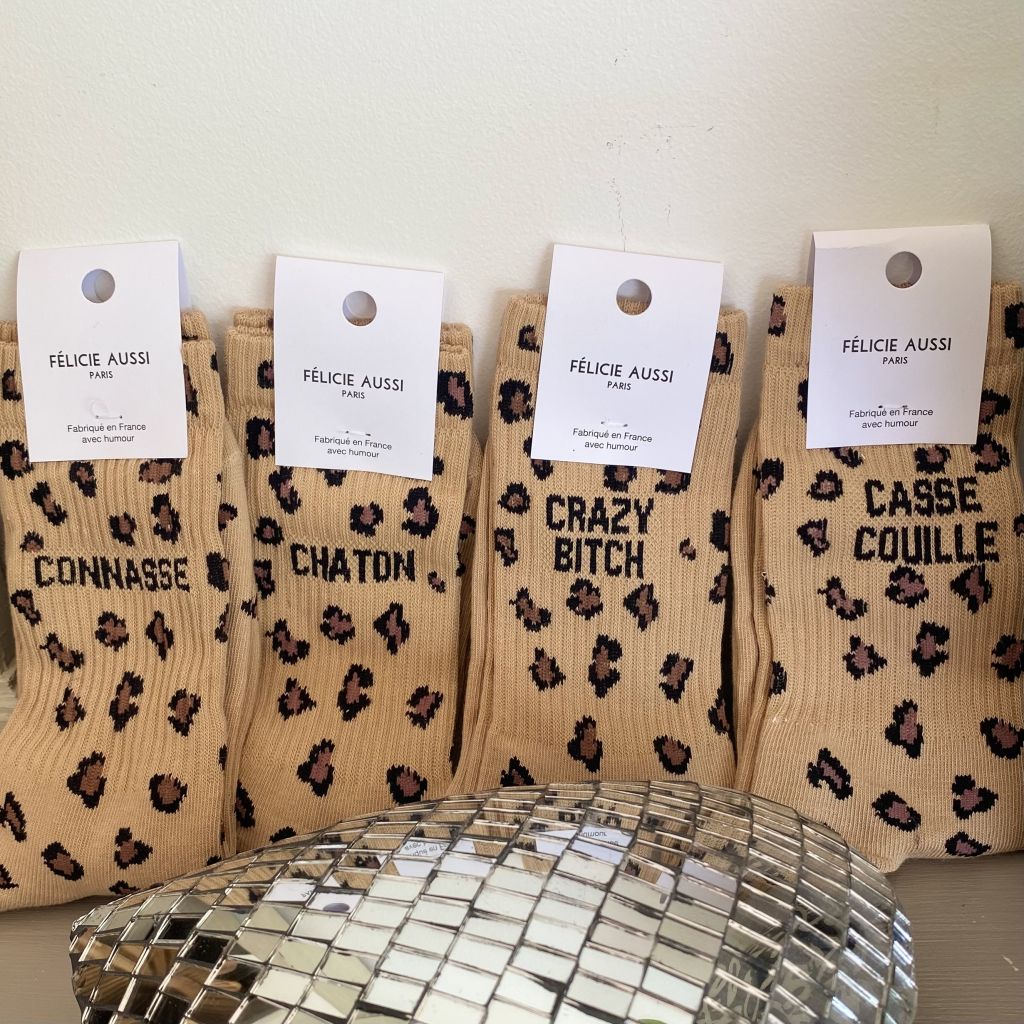 FÉLICIE AUSSI
PARIS
Fabriqué en France
avec humour
CONNASSE
FÉLICIE AUSSI
PARIS
Fabriqué en France
avec humour
CHATON
FÉLICIE AUSSI
PARIS
Fabriqué en France
avec humour
CRAZY
BITCH
FÉLICIE AUSSI
PARIS
Fabriqué en France
avec humour
CASSE
COUILLE